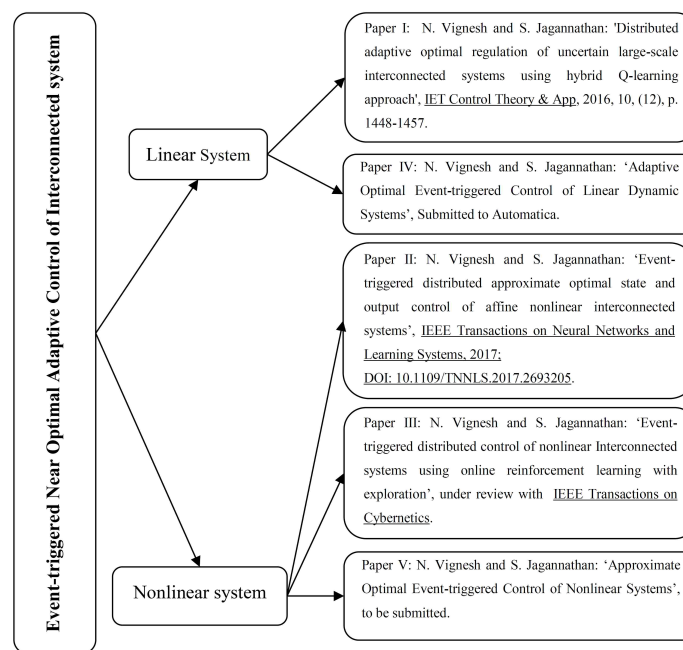 Event-triggered Near Optimal Adaptive Control of Interconnected system
Linear System
Nonlinear system
Paper I: N. Vignesh and S. Jagannathan: 'Distributed
adaptive optimal regulation of uncertain large-scale
interconnected systems using hybrid Q-learning
approach', IET Control Theory & App, 2016, 10, (12), p.
1448-1457.
Paper IV: N. Vignesh and S. Jagannathan: ‘Adaptive
Optimal Event-triggered Control of Linear Dynamic
Systems’, Submitted to Automatica.
Paper II: N. Vignesh and S. Jagannathan: ‘Event-
triggered distributed approximate optimal state and
output control of affine nonlinear interconnected
systems’, IEEE Transactions on Neural Networks and
Learning Systems, 2017;
DOI: 10.1109/TNNLS.2017.2693205.
Paper III: N. Vignesh and S. Jagannathan: ‘Event-
triggered distributed control of nonlinear Interconnected
systems using online reinforcement learning with
exploration’, under review with IEEE Transactions on
Cybernetics.
Paper V: N. Vignesh and S. Jagannathan: ‘Approximate
Optimal Event-triggered Control of Nonlinear Systems’,
to be submitted.